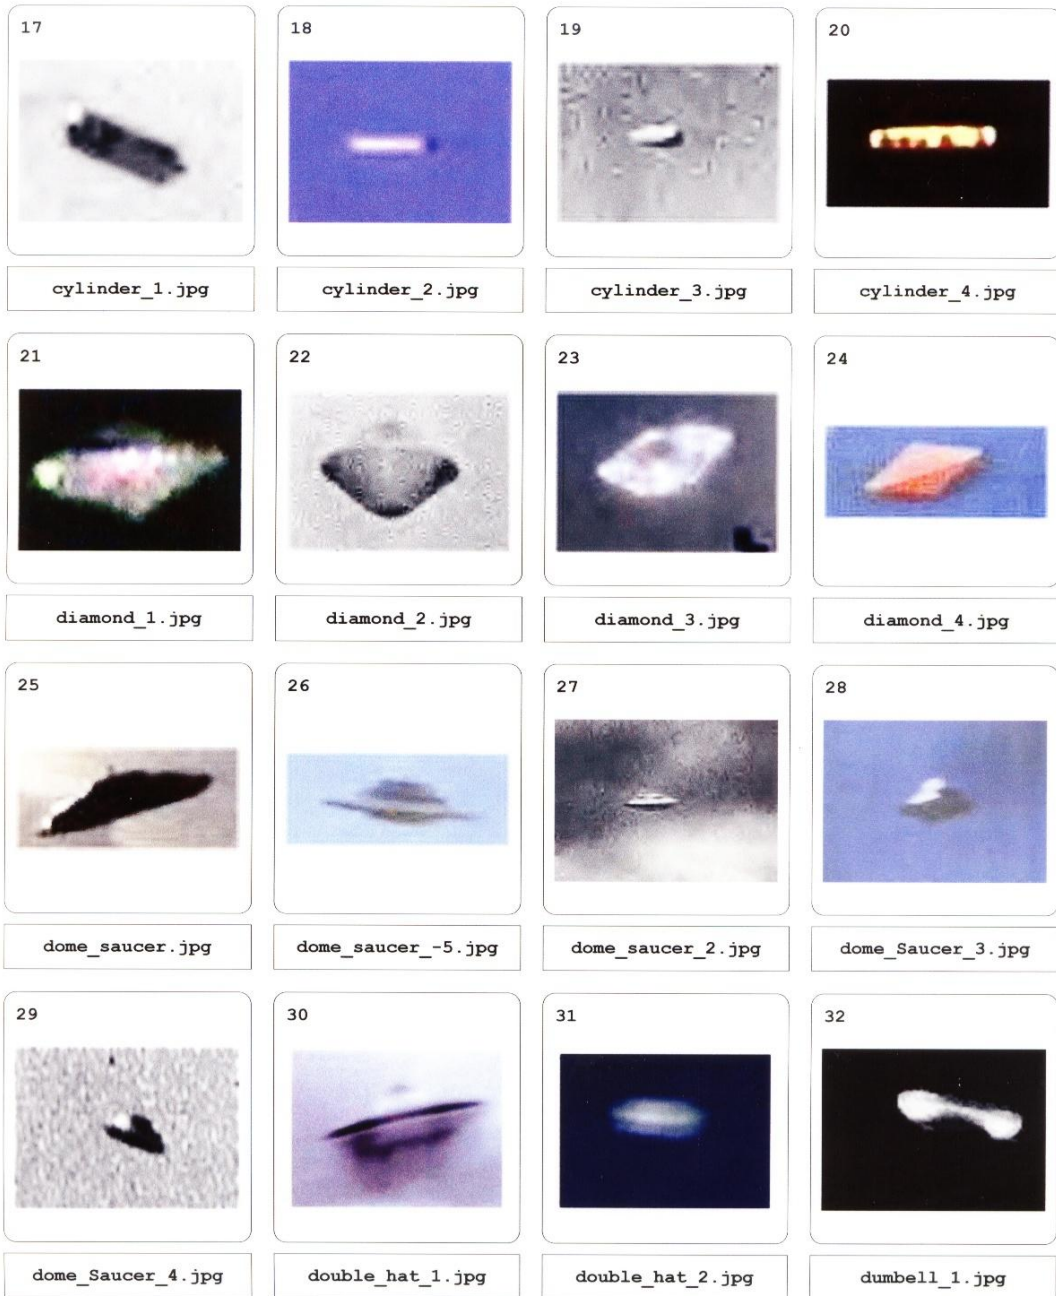 17 18 19 20
cylinder_1.jpg cylinder_2.jpg cylinder_3.jpg cylinder_4.jpg
21 22 23 24
diamond_1.jpg diamond_2.jpg diamond_3.jpg diamond_4.jpg
25 26 27 28
dome_saucer.jpg dome_saucer_-5.jpg dome_saucer_2.jpg dome_Saucer_3.jpg
29 30 31 32
dome_Saucer_4.jpg double_hat_1.jpg double_hat_2.jpg dumbell_1.jpg